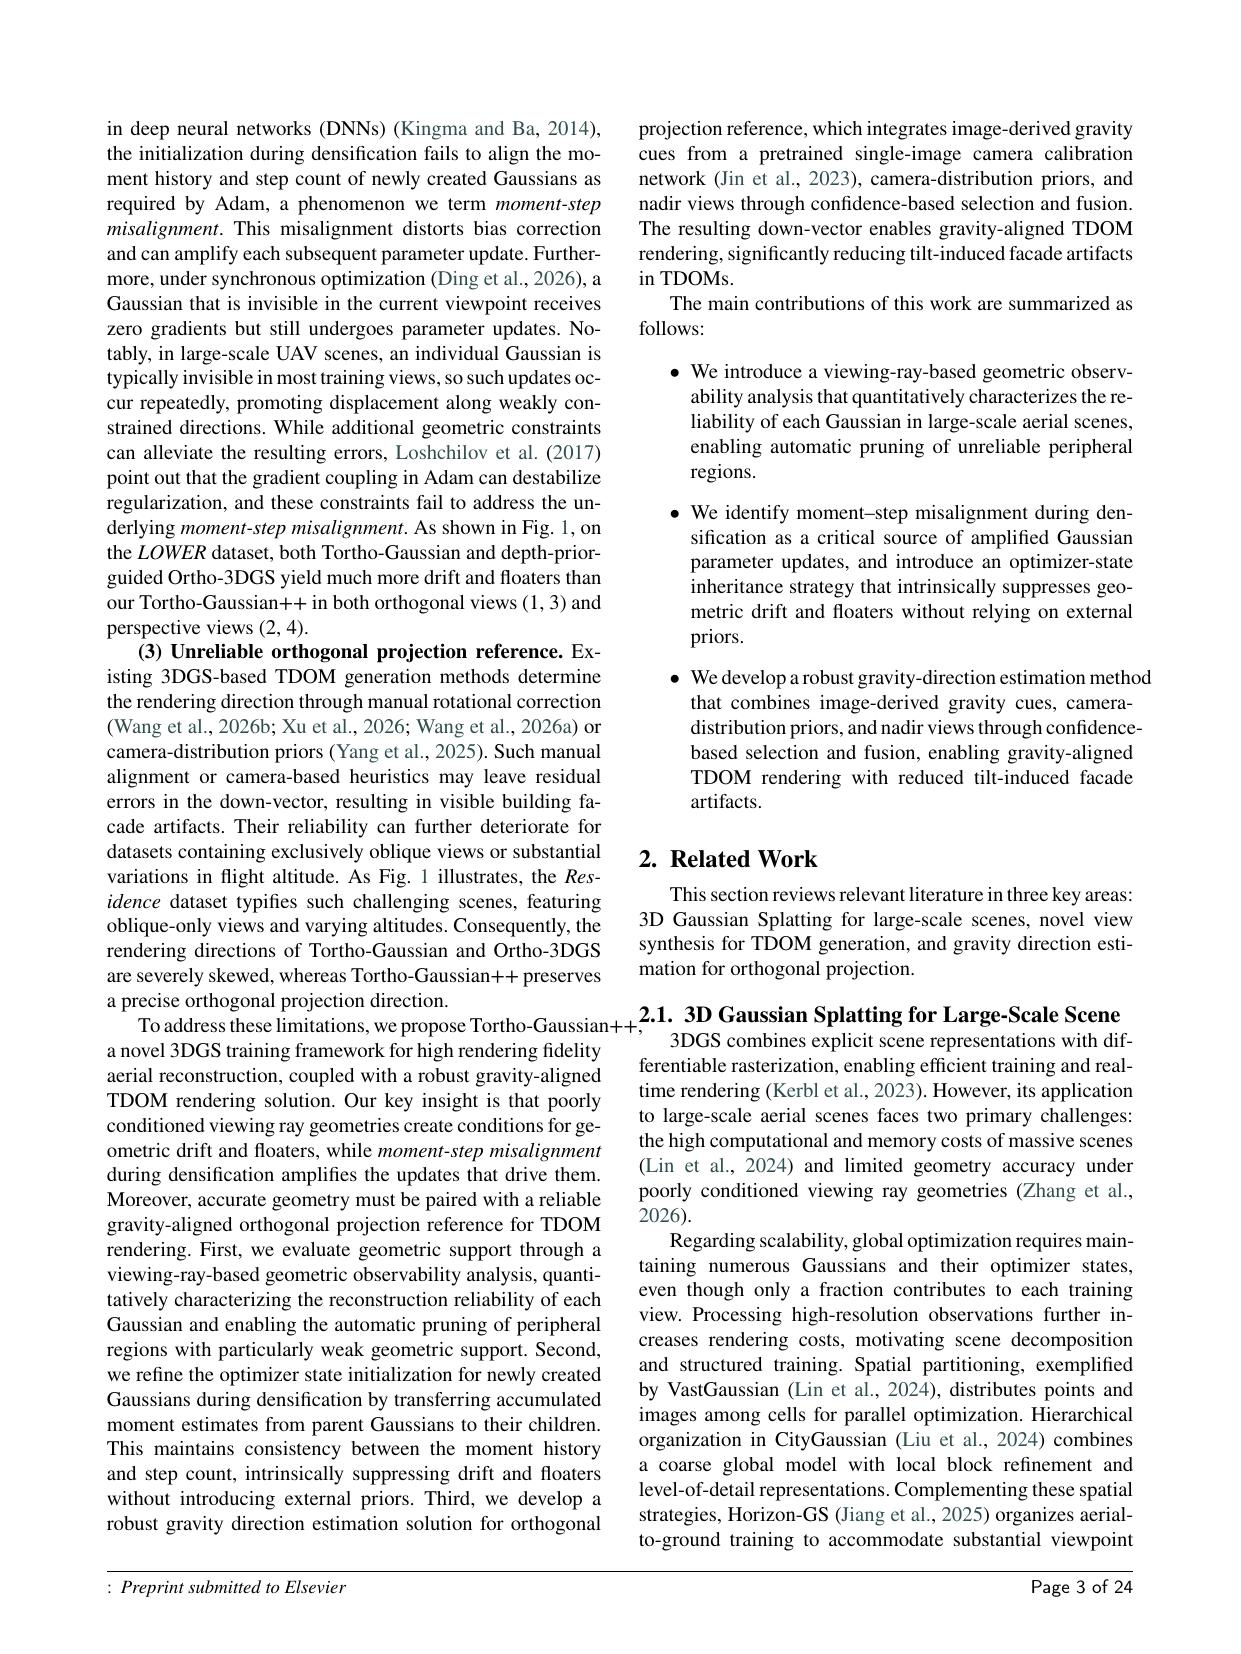 in deep neural networks (DNNs) (Kingma and Ba, 2014),
the initialization during densification fails to align the mo-
ment history and step count of newly created Gaussians as
required by Adam, a phenomenon we term moment-step
misalignment. This misalignment distorts bias correction
and can amplify each subsequent parameter update. Further-
more, under synchronous optimization (Ding et al., 2026), a
Gaussian that is invisible in the current viewpoint receives
zero gradients but still undergoes parameter updates. No-
tably, in large-scale UAV scenes, an individual Gaussian is
typically invisible in most training views, so such updates oc-
cur repeatedly, promoting displacement along weakly con-
strained directions. While additional geometric constraints
can alleviate the resulting errors, Loshchilov et al. (2017)
point out that the gradient coupling in Adam can destabilize
regularization, and these constraints fail to address the un-
derlying moment-step misalignment. As shown in Fig. 1, on
the LOWER dataset, both Tortho-Gaussian and depth-prior-
guided Ortho-3DGS yield much more drift and floaters than
our Tortho-Gaussian++ in both orthogonal views (1, 3) and
perspective views (2, 4).
(3) Unreliable orthogonal projection reference. Ex-
isting 3DGS-based TDOM generation methods determine
the rendering direction through manual rotational correction
(Wang et al., 2026b; Xu et al., 2026; Wang et al., 2026a) or
camera-distribution priors (Yang et al., 2025). Such manual
alignment or camera-based heuristics may leave residual
errors in the down-vector, resulting in visible building fa-
cade artifacts. Their reliability can further deteriorate for
datasets containing exclusively oblique views or substantial
variations in flight altitude. As Fig. 1 illustrates, the Res-
idence dataset typifies such challenging scenes, featuring
oblique-only views and varying altitudes. Consequently, the
rendering directions of Tortho-Gaussian and Ortho-3DGS
are severely skewed, whereas Tortho-Gaussian++ preserves
a precise orthogonal projection direction.
To address these limitations, we propose Tortho-Gaussian++,
a novel 3DGS training framework for high rendering fidelity
aerial reconstruction, coupled with a robust gravity-aligned
TDOM rendering solution. Our key insight is that poorly
conditioned viewing ray geometries create conditions for ge-
ometric drift and floaters, while moment-step misalignment
during densification amplifies the updates that drive them.
Moreover, accurate geometry must be paired with a reliable
gravity-aligned orthogonal projection reference for TDOM
rendering. First, we evaluate geometric support through a
viewing-ray-based geometric observability analysis, quanti-
tatively characterizing the reconstruction reliability of each
Gaussian and enabling the automatic pruning of peripheral
regions with particularly weak geometric support. Second,
we refine the optimizer state initialization for newly created
Gaussians during densification by transferring accumulated
moment estimates from parent Gaussians to their children.
This maintains consistency between the moment history
and step count, intrinsically suppressing drift and floaters
without introducing external priors. Third, we develop a
robust gravity direction estimation solution for orthogonal
projection reference, which integrates image-derived gravity
cues from a pretrained single-image camera calibration
network (Jin et al., 2023), camera-distribution priors, and
nadir views through confidence-based selection and fusion.
The resulting down-vector enables gravity-aligned TDOM
rendering, significantly reducing tilt-induced facade artifacts
in TDOMs.
The main contributions of this work are summarized as
follows:
• We introduce a viewing-ray-based geometric observ-
ability analysis that quantitatively characterizes the re-
liability of each Gaussian in large-scale aerial scenes,
enabling automatic pruning of unreliable peripheral
regions.
• We identify moment–step misalignment during den-
sification as a critical source of amplified Gaussian
parameter updates, and introduce an optimizer-state
inheritance strategy that intrinsically suppresses geo-
metric drift and floaters without relying on external
priors.
• We develop a robust gravity-direction estimation method
that combines image-derived gravity cues, camera-
distribution priors, and nadir views through confidence-
based selection and fusion, enabling gravity-aligned
TDOM rendering with reduced tilt-induced facade
artifacts.
2. Related Work
This section reviews relevant literature in three key areas:
3D Gaussian Splatting for large-scale scenes, novel view
synthesis for TDOM generation, and gravity direction esti-
mation for orthogonal projection.
2.1. 3D Gaussian Splatting for Large-Scale Scene
3DGS combines explicit scene representations with dif-
ferentiable rasterization, enabling efficient training and real-
time rendering (Kerbl et al., 2023). However, its application
to large-scale aerial scenes faces two primary challenges:
the high computational and memory costs of massive scenes
(Lin et al., 2024) and limited geometry accuracy under
poorly conditioned viewing ray geometries (Zhang et al.,
2026).
Regarding scalability, global optimization requires main-
taining numerous Gaussians and their optimizer states,
even though only a fraction contributes to each training
view. Processing high-resolution observations further in-
creases rendering costs, motivating scene decomposition
and structured training. Spatial partitioning, exemplified
by VastGaussian (Lin et al., 2024), distributes points and
images among cells for parallel optimization. Hierarchical
organization in CityGaussian (Liu et al., 2024) combines
a coarse global model with local block refinement and
level-of-detail representations. Complementing these spatial
strategies, Horizon-GS (Jiang et al., 2025) organizes aerial-
to-ground training to accommodate substantial viewpoint
: Preprint submitted to Elsevier
Page 3 of 24